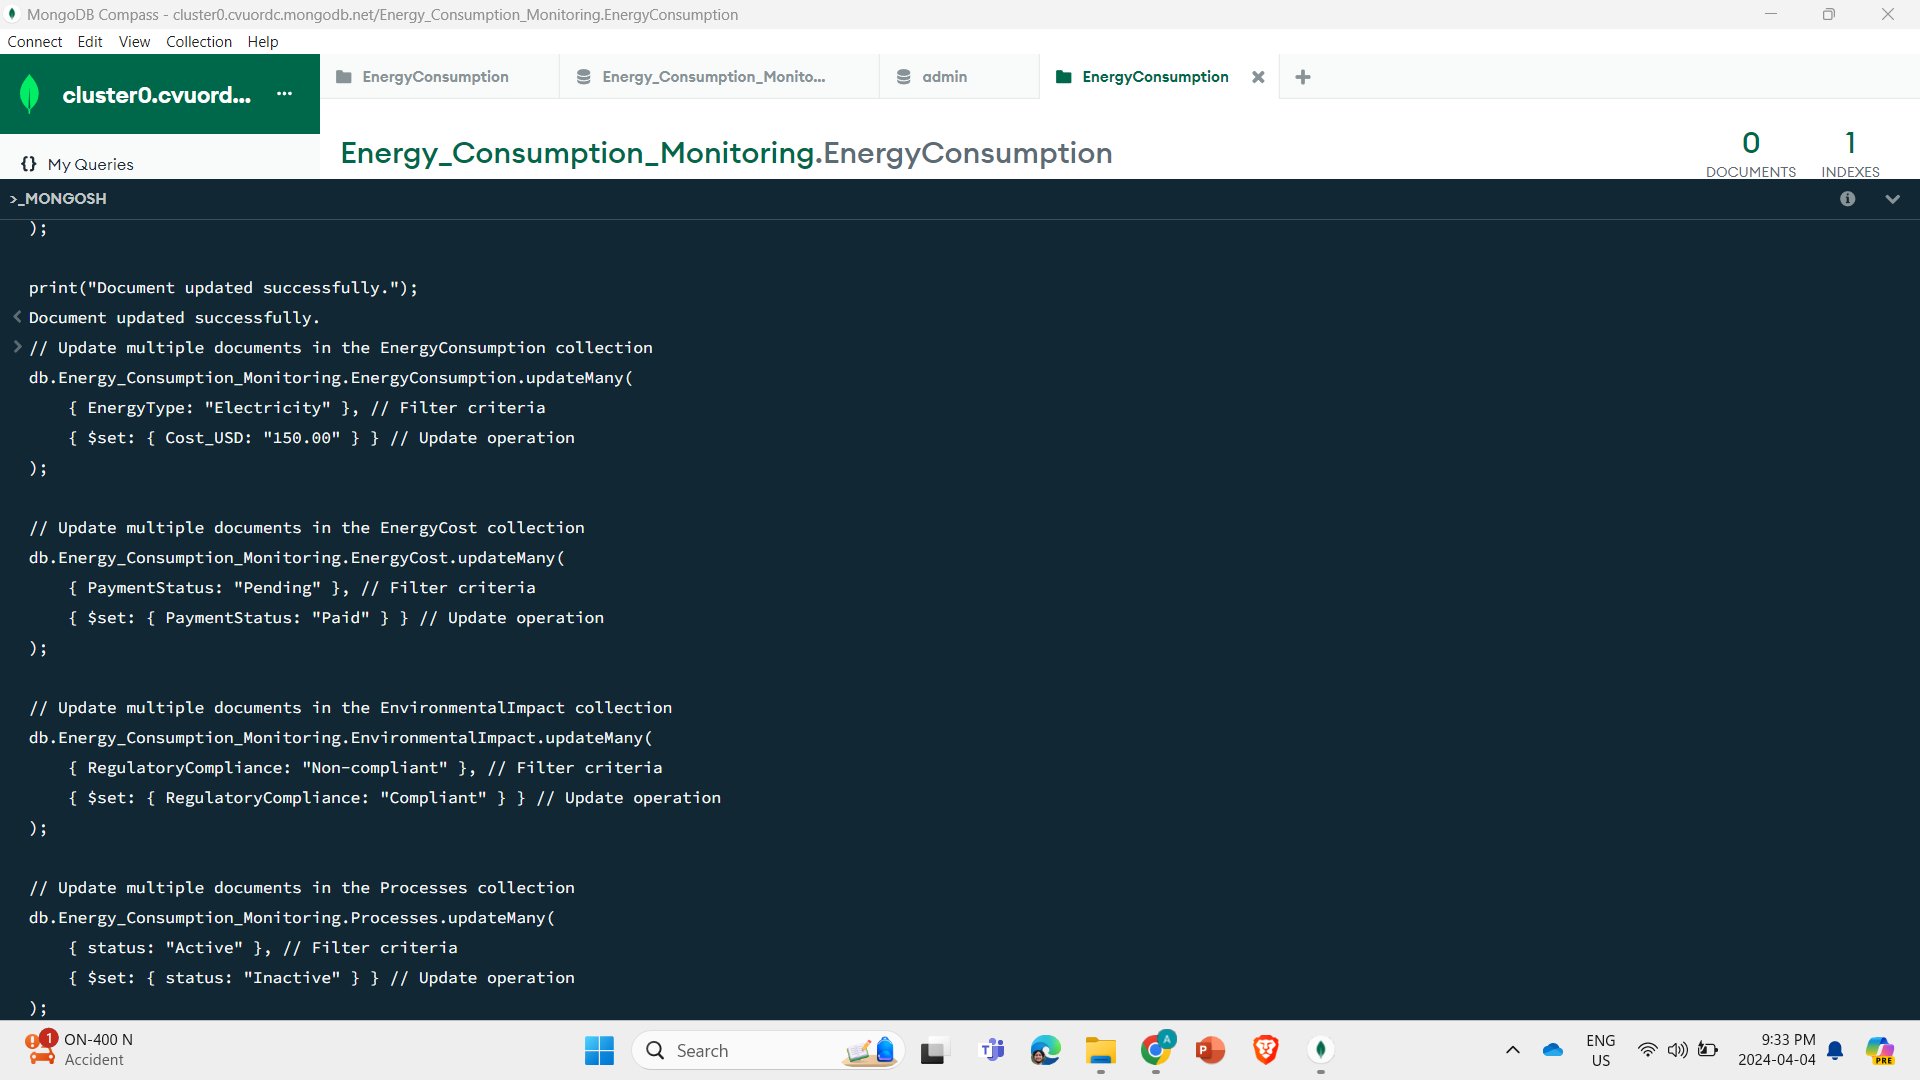 MongoDB Compass - cluster0.cvuordc.mongodb.net/Energy_Consumption_Monitoring.EnergyConsumption
Connect Edit View Collection Help
cluster0.cvuord... ...
EnergyConsumption
Energy_Consumption_Monito...
admin
EnergyConsumption
{} My Queries
Energy_Consumption_Monitoring.EnergyConsumption
0
DOCUMENTS
1
INDEXES
>_MONGOSH
);
print("Document updated successfully.");
< Document updated successfully.
> // Update multiple documents in the EnergyConsumption collection
db.Energy_Consumption_Monitoring.EnergyConsumption.updateMany(
{ EnergyType: "Electricity" }, // Filter criteria
{ $set: { Cost_USD: "150.00" } } // Update operation
);
// Update multiple documents in the EnergyCost collection
db.Energy_Consumption_Monitoring.EnergyCost.updateMany(
{ PaymentStatus: "Pending" }, // Filter criteria
{ $set: { PaymentStatus: "Paid" } } // Update operation
);
// Update multiple documents in the EnvironmentalImpact collection
db.Energy_Consumption_Monitoring.EnvironmentalImpact.updateMany(
{ RegulatoryCompliance: "Non-compliant" }, // Filter criteria
{ $set: { RegulatoryCompliance: "Compliant" } } // Update operation
);
// Update multiple documents in the Processes collection
db.Energy_Consumption_Monitoring.Processes.updateMany(
{ status: "Active" }, // Filter criteria
{ $set: { status: "Inactive" } } // Update operation
);
1
ON-400 N
Accident
Search
A
P
ENG
US
9:33 PM
2024-04-04
PRE